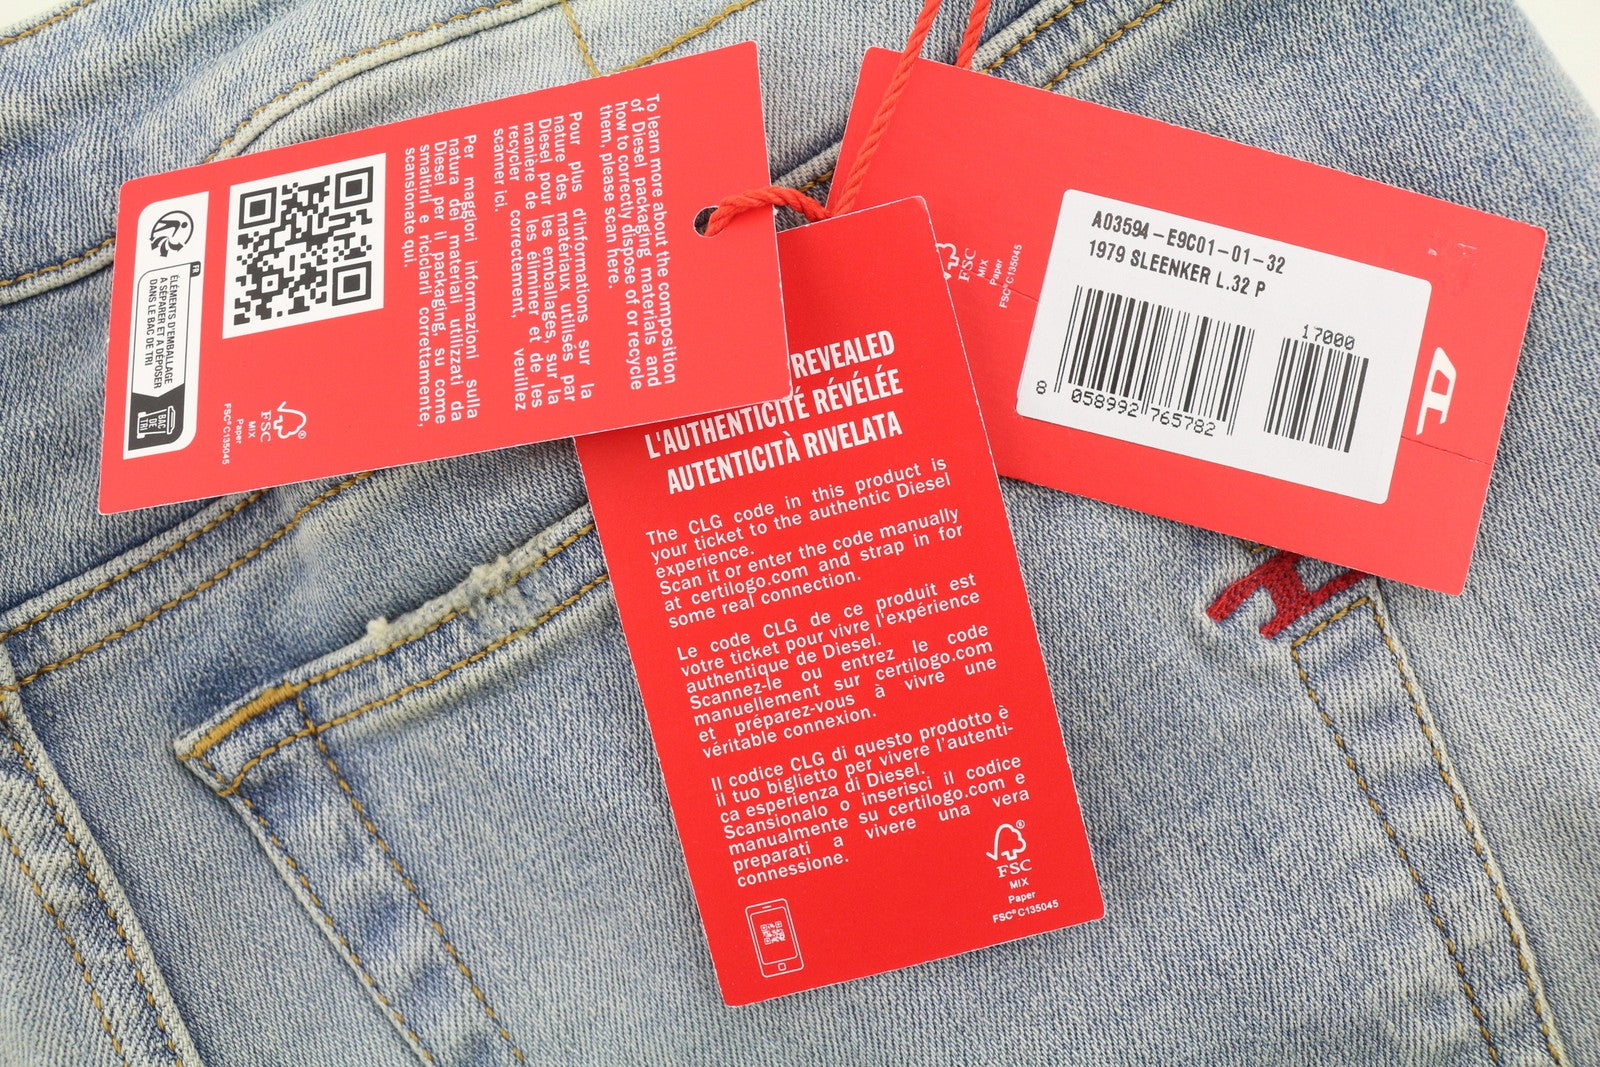 To learn more about the composition
of Diesel packaging materials and
how to correctly dispose of or recycle
them, please scan here.
Pour plus d'informations sur la
nature des matériaux utilisés par
Diesel pour les emballages, sur la
manière de les éliminer et de les
recycler correctement, veuillez
scanner ici.
Per maggiori informazioni sulla
natura dei materiali utilizzati da
Diesel per il packaging, su come
smaltirli e riciclarli correttamente,
scansionate qui.
FR
ÉLÉMENTS D'EMBALLAGE
À SÉPARER ET À DÉPOSER
DANS LE BAC DE TRI
BAC
DE
TRI
FSC
MIX
Paper
FSC® C135045
REVEALED
L'AUTHENTICITÉ RÉVÉLÉE
AUTENTICITÀ RIVELATA
The CLG code in this product is
your ticket to the authentic Diesel
experience.
Scan it or enter the code manually
at certilogo.com and strap in for
some real connection.
Le code CLG de ce produit est
votre ticket pour vivre l'expérience
authentique de Diesel.
Scannez-le ou entrez le code
manuellement sur certilogo.com
et préparez-vous à vivre une
véritable connexion.
Il codice CLG di questo prodotto è
il tuo biglietto per vivere l'autenti-
ca esperienza di Diesel.
Scansionalo o inserisci il codice
manualmente su certilogo.com e
preparati a vivere una vera
connessione.
FSC®
MIX
Paper
FSC® C135045
FSC
MIX
Paper
FSC® C135045
A03594-E9C01-01-32
1979 SLEENKER L.32 P
17000
8 058992 765782
D